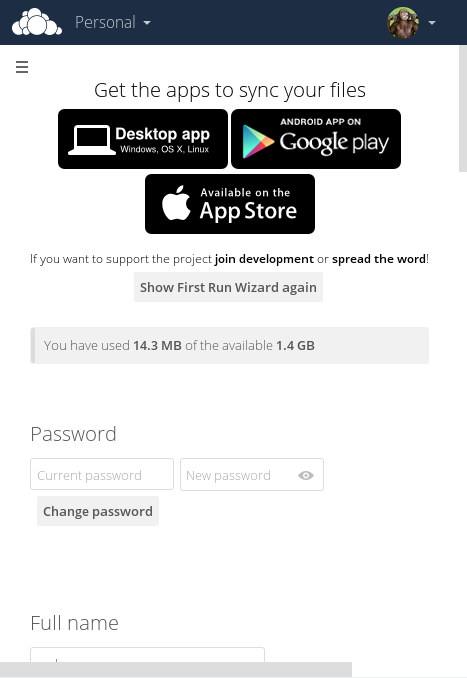 Personal
Get the apps to sync your files
Desktop app
Windows, OS X, Linux
ANDROID APP ON
Google play
Available on the
App Store
If you want to support the project join development or spread the word!
Show First Run Wizard again
You have used 14.3 MB of the available 1.4 GB
Password
Current password
New password
Change password
Full name